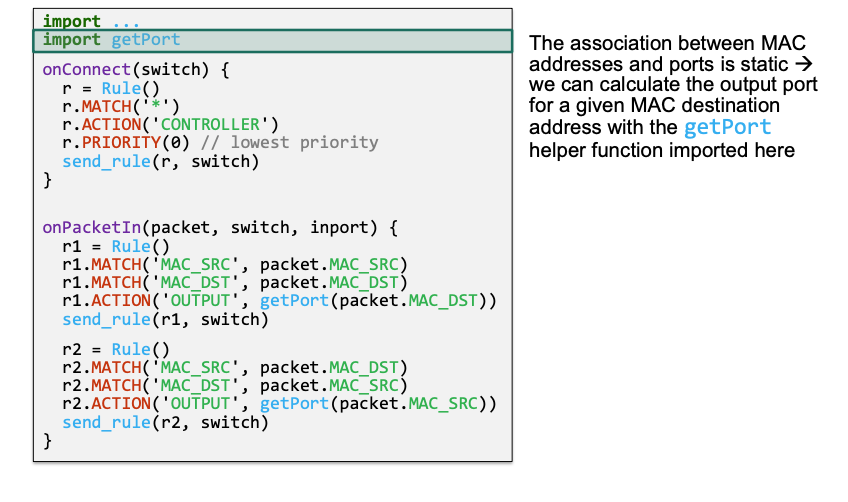 import ...
import getPort
onConnect(switch) {
  r = Rule()
  r.MATCH('*')
  r.ACTION('CONTROLLER')
  r.PRIORITY(0) // lowest priority
  send_rule(r, switch)
}
onPacketIn(packet, switch, inport) {
  r1 = Rule()
  r1.MATCH('MAC_SRC', packet.MAC_SRC)
  r1.MATCH('MAC_DST', packet.MAC_DST)
  r1.ACTION('OUTPUT', getPort(packet.MAC_DST))
  send_rule(r1, switch)
  r2 = Rule()
  r2.MATCH('MAC_SRC', packet.MAC_DST)
  r2.MATCH('MAC_DST', packet.MAC_SRC)
  r2.ACTION('OUTPUT', getPort(packet.MAC_SRC))
  send_rule(r2, switch)
}
The association between MAC
addresses and ports is static →
we can calculate the output port
for a given MAC destination
address with the getPort
helper function imported here